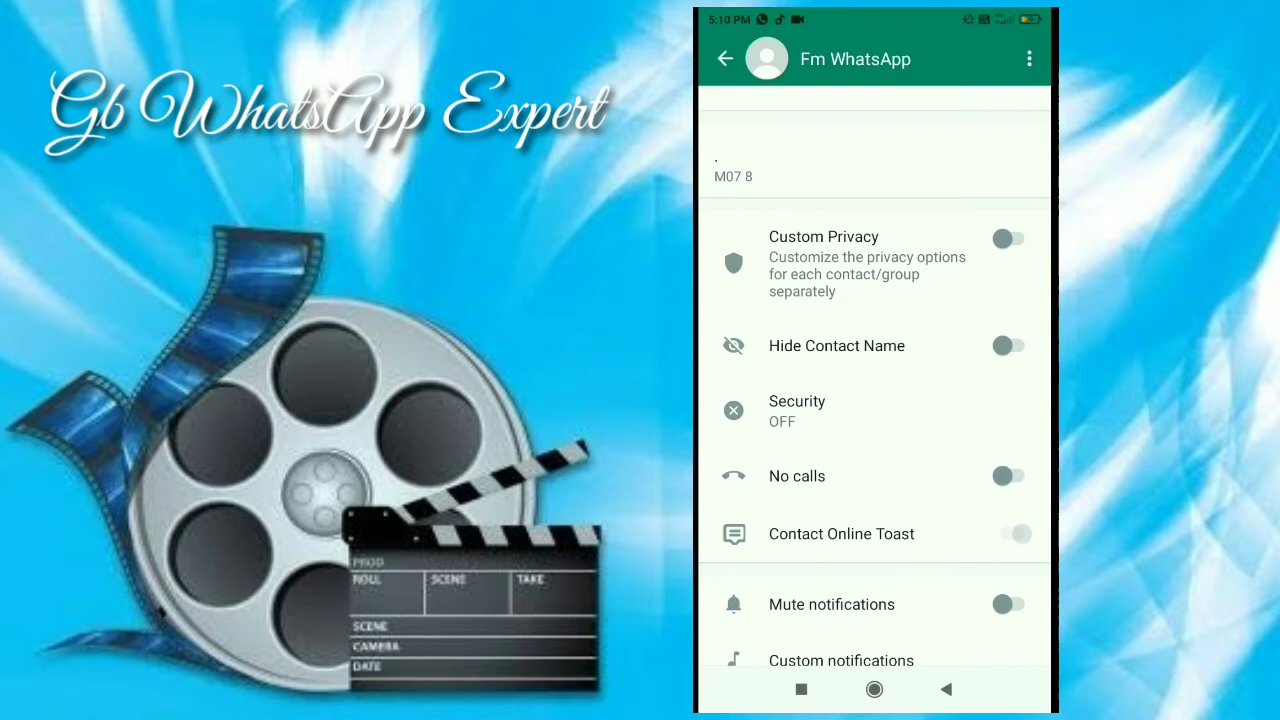 Gb WhatsApp Expert
PROD
ROLL SCENE TAKE
SCENE
CAMERA
DATE
5:10 PM
Fm WhatsApp
.
M07 8
Custom Privacy
Customize the privacy options
for each contact/group
separately
Hide Contact Name
Security
OFF
No calls
Contact Online Toast
Mute notifications
Custom notifications